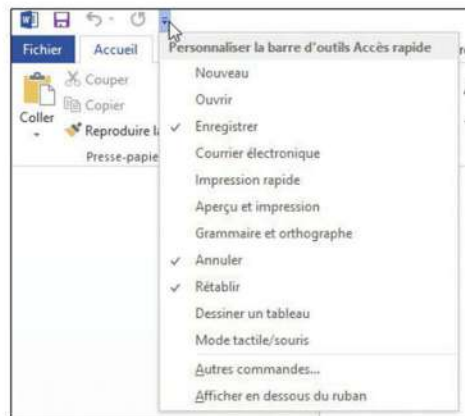 Fichier
Accueil
Personnaliser la barre d'outils Accès rapide
Couper
Copier
Coller
Reproduire la
Presse-papie
Nouveau
Ouvrir
Enregistrer
Courrier électronique
Impression rapide
Aperçu et impression
Grammaire et orthographe
Annuler
Rétablir
Dessiner un tableau
Mode tactile/souris
Autres commandes...
Afficher en dessous du ruban